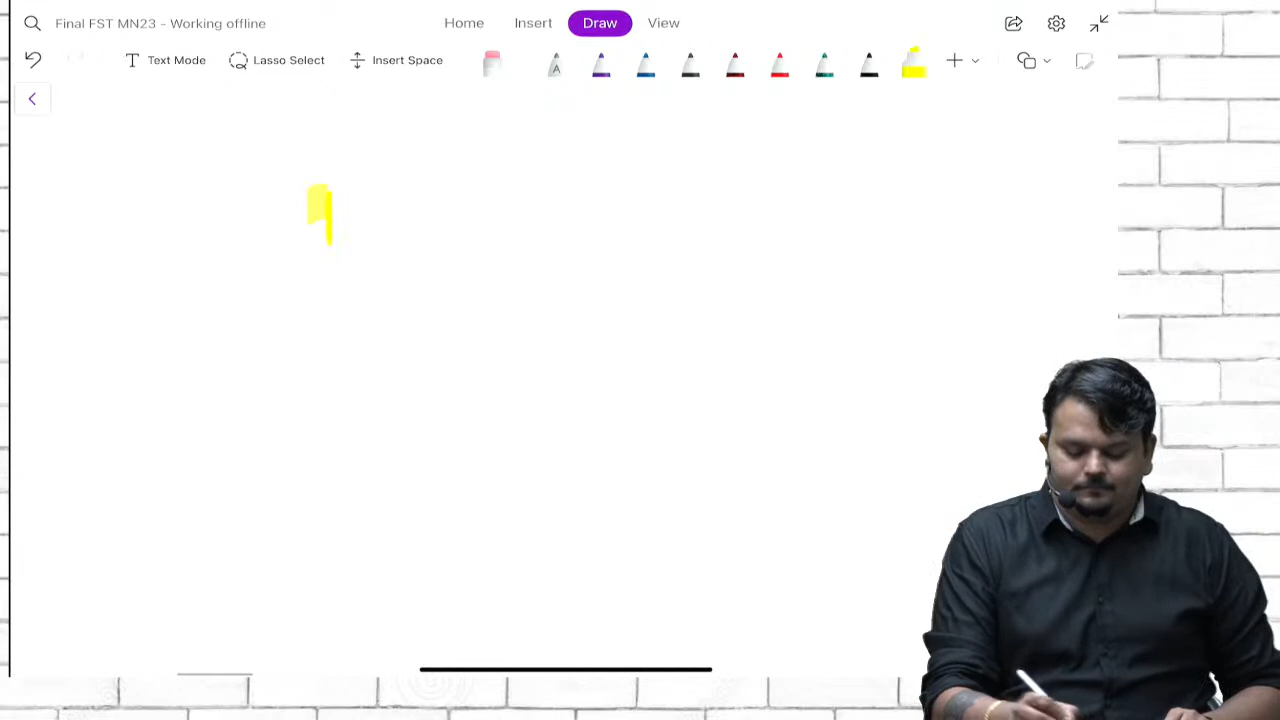 Final FST MN23 - Working offline
Home
Insert
Draw
View
Text Mode
Lasso Select
Insert Space
A